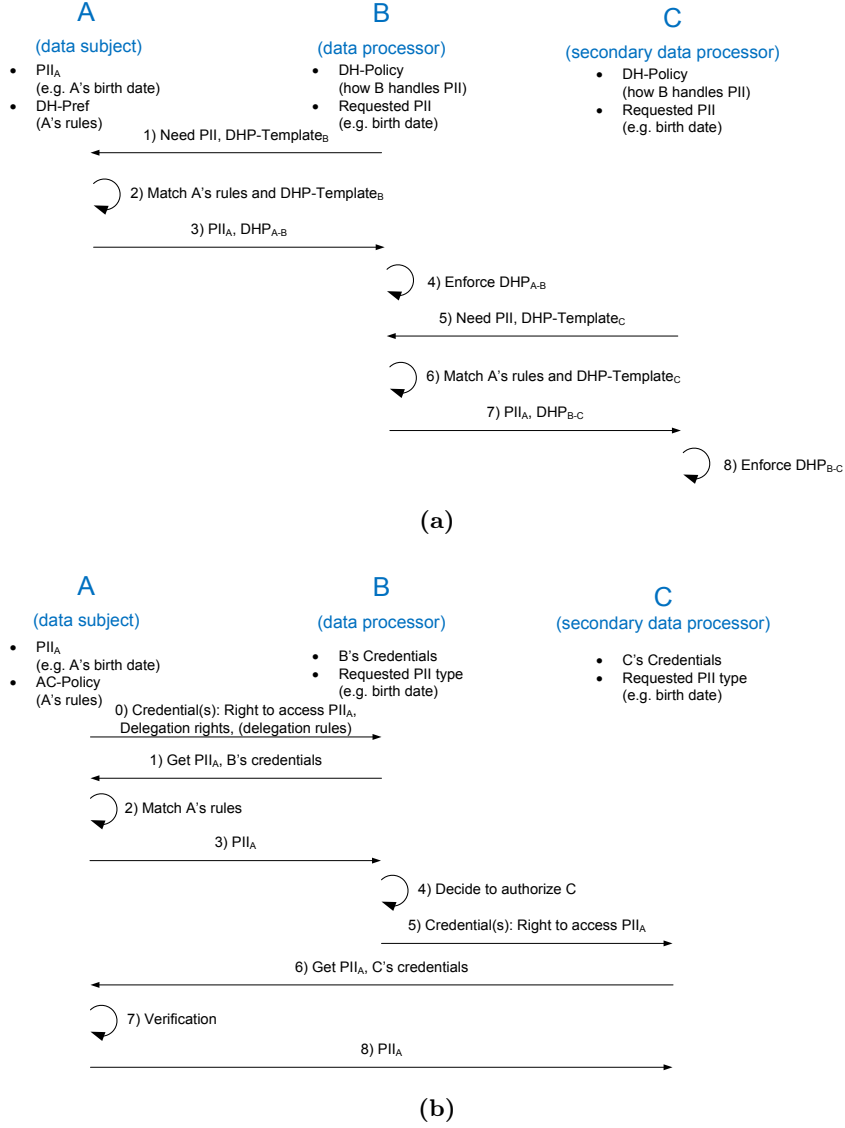 A
B
C
(data subject)
(data processor)
(secondary data processor)
• PIIA
(e.g. A's birth date)
• DH-Pref
(A's rules)
• DH-Policy
(how B handles PII)
• Requested PII
(e.g. birth date)
• DH-Policy
(how B handles PII)
• Requested PII
(e.g. birth date)
1) Need PII, DHP-TemplateB
2) Match A's rules and DHP-TemplateB
3) PIIA, DHPA-B
4) Enforce DHPA-B
5) Need PII, DHP-TemplateC
6) Match A's rules and DHP-TemplateC
7) PIIA, DHPB-C
8) Enforce DHPB-C
(a)
A
B
C
(data subject)
(data processor)
(secondary data processor)
• PIIA
(e.g. A's birth date)
• AC-Policy
(A's rules)
• B's Credentials
• Requested PII type
(e.g. birth date)
• C's Credentials
• Requested PII type
(e.g. birth date)
0) Credential(s): Right to access PIIA,
Delegation rights, (delegation rules)
1) Get PIIA, B's credentials
2) Match A's rules
3) PIIA
4) Decide to authorize C
5) Credential(s): Right to access PIIA
6) Get PIIA, C's credentials
7) Verification
8) PIIA
(b)